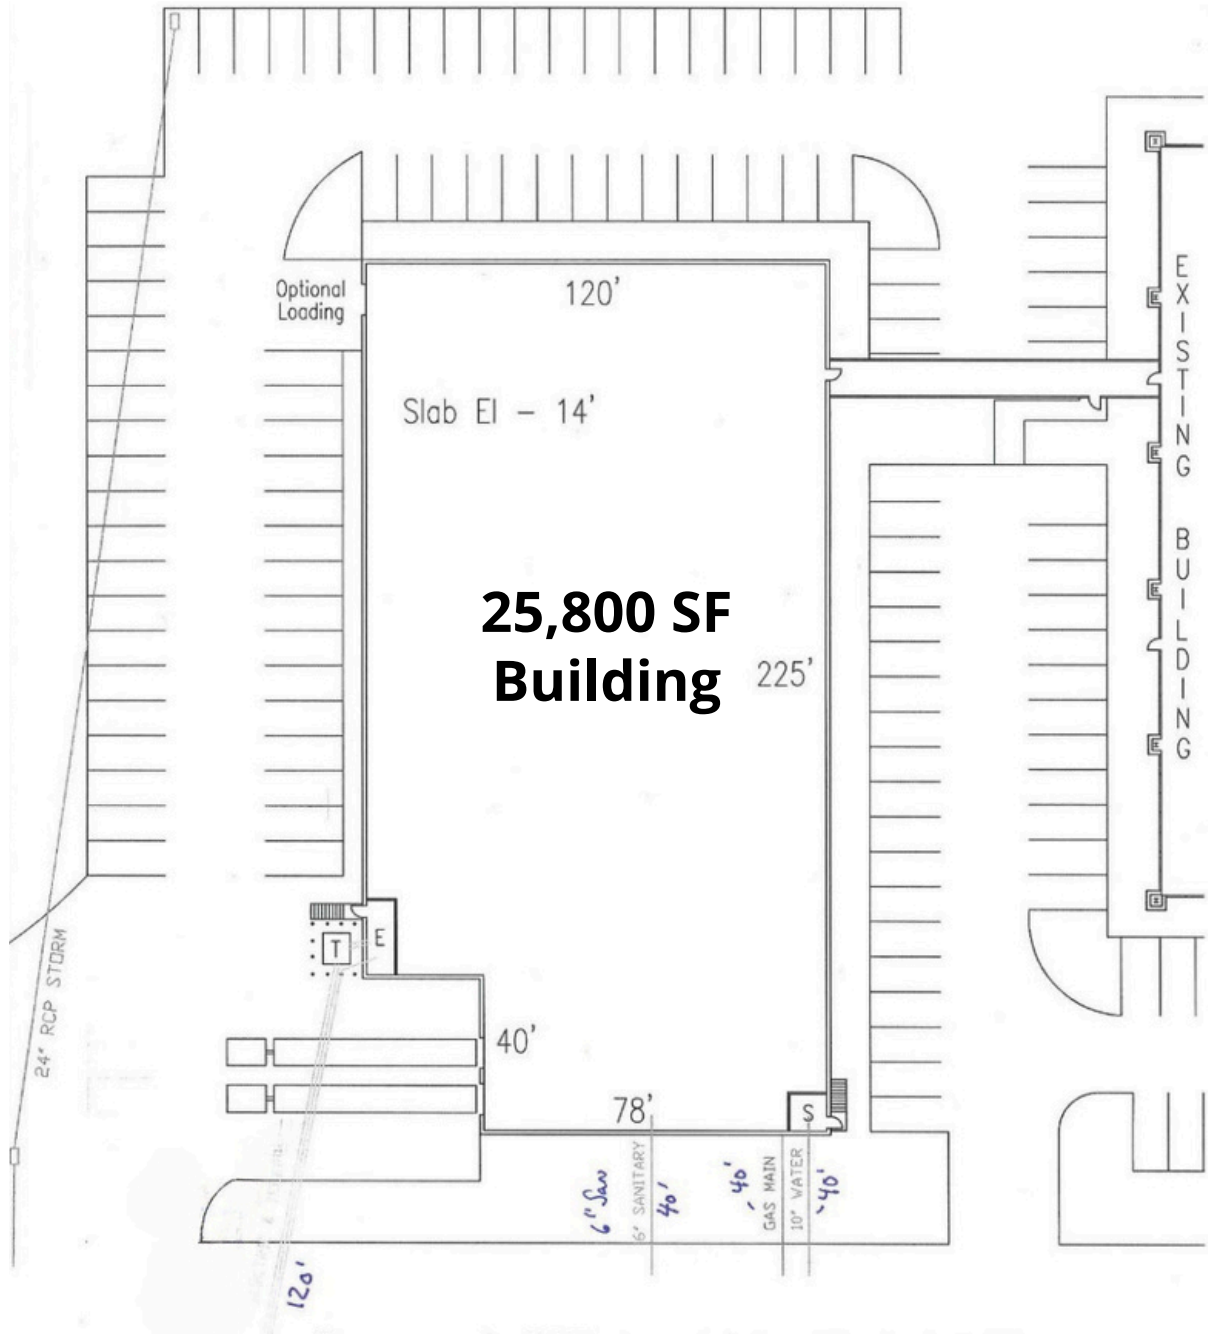 120'
Optional
Loading
Slab El - 14'
EXISTING BUILDING
25,800 SF
Building
225'
E
T
24" RCP STORM
40'
78'
S
6" San
6" SANITARY
40'
40'
GAS MAIN
10" WATER
40'
120'